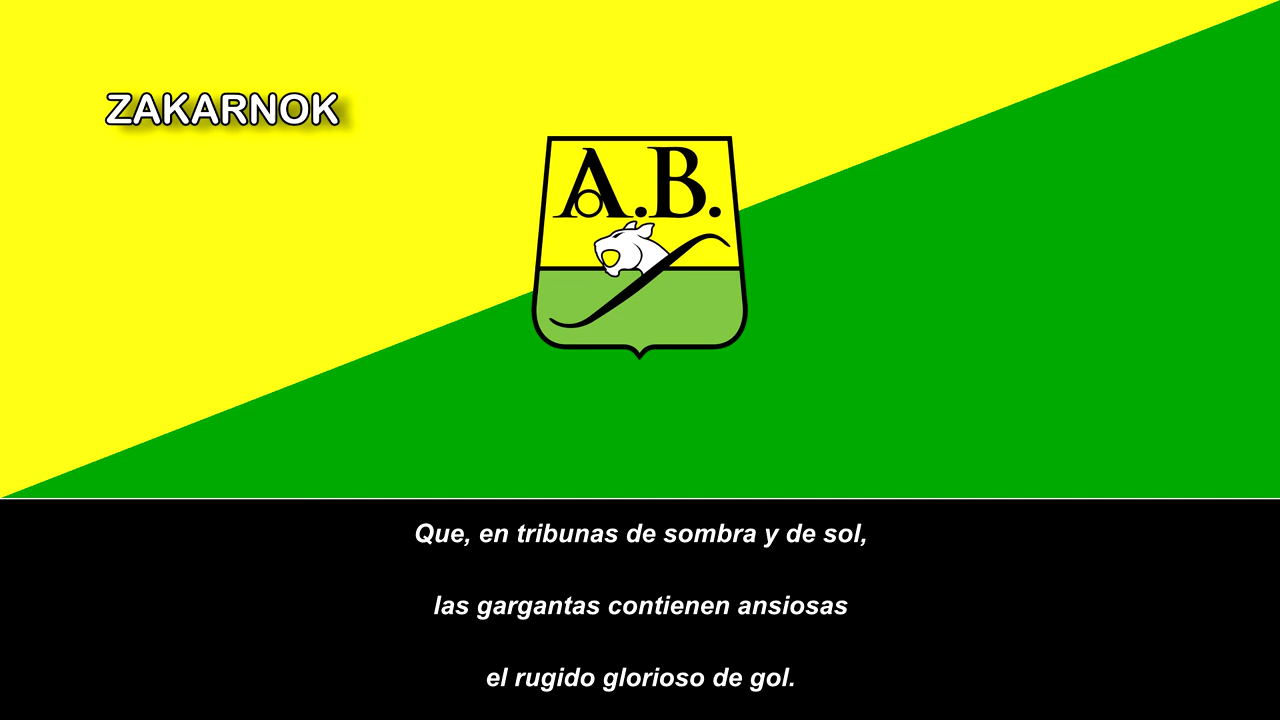 ZAKARNOK
A.B.
Que, en tribunas de sombra y de sol,
las gargantas contienen ansiosas
el rugido glorioso de gol.